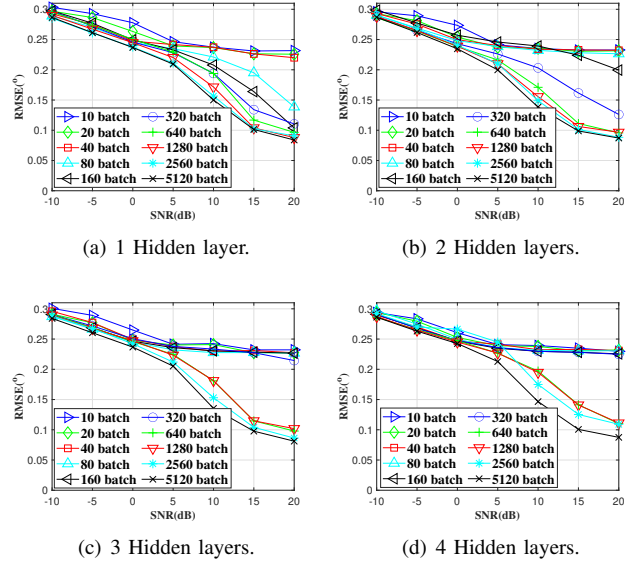 0.3
0.25
0.2
0.15
0.1
0.05
0
RMSE(°)
10 batch
20 batch
40 batch
80 batch
160 batch
320 batch
640 batch
1280 batch
2560 batch
5120 batch
-10 -5 0 5 10 15 20
SNR(dB)
(a) 1 Hidden layer.
0.3
0.25
0.2
0.15
0.1
0.05
0
RMSE(°)
10 batch
20 batch
40 batch
80 batch
160 batch
320 batch
640 batch
1280 batch
2560 batch
5120 batch
-10 -5 0 5 10 15 20
SNR(dB)
(b) 2 Hidden layers.
0.3
0.25
0.2
0.15
0.1
0.05
0
RMSE(°)
10 batch
20 batch
40 batch
80 batch
160 batch
320 batch
640 batch
1280 batch
2560 batch
5120 batch
-10 -5 0 5 10 15 20
SNR(dB)
(c) 3 Hidden layers.
0.3
0.25
0.2
0.15
0.1
0.05
0
RMSE(°)
10 batch
20 batch
40 batch
80 batch
160 batch
320 batch
640 batch
1280 batch
2560 batch
5120 batch
-10 -5 0 5 10 15 20
SNR(dB)
(d) 4 Hidden layers.